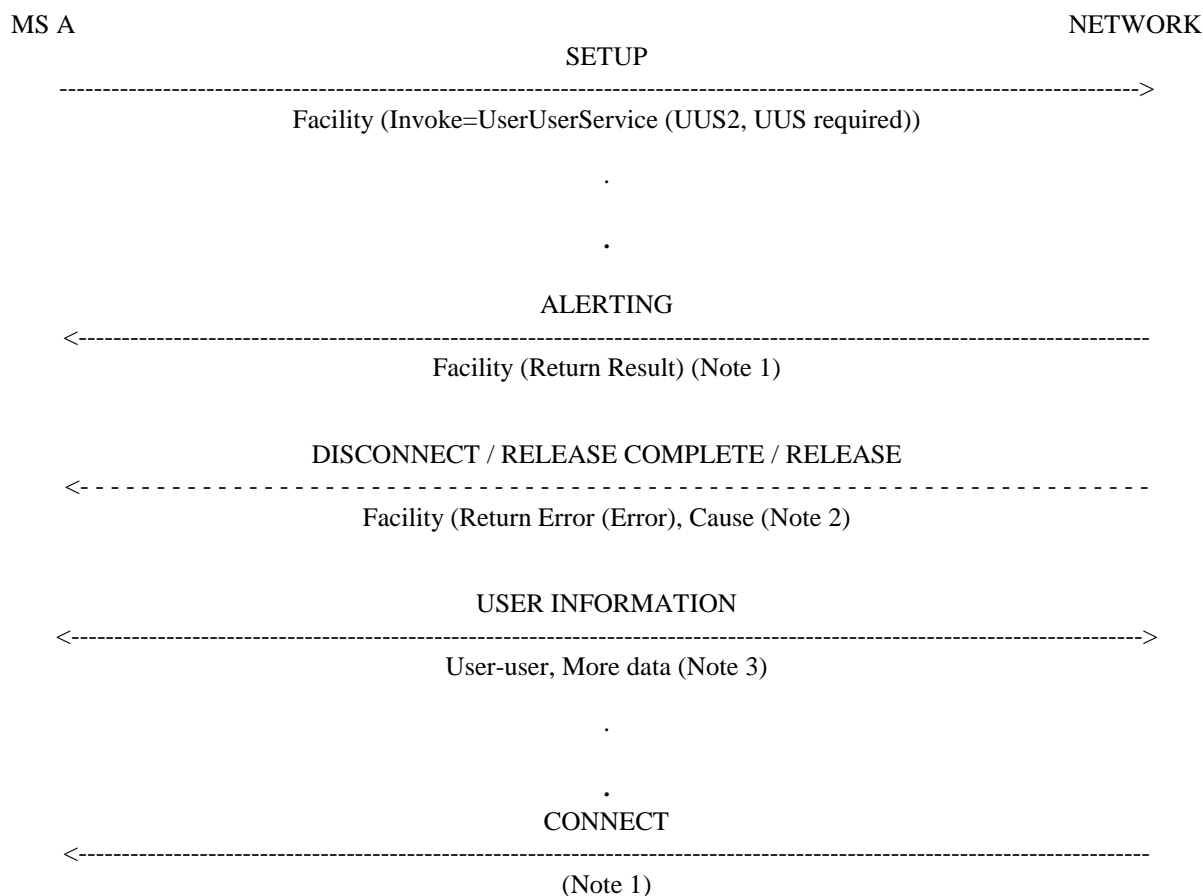 MS A NETWORK
SETUP
------------------------------------------------------------------------------------------------------------------------------>
Facility (Invoke=UserUserService (UUS2, UUS required))
.
.
ALERTING
<-----------------------------------------------------------------------------------------------------------------------------
Facility (Return Result) (Note 1)
DISCONNECT / RELEASE COMPLETE / RELEASE
<- - - - - - - - - - - - - - - - - - - - - - - - - - - - - - - - - - - - - - - - - - - - - - - - - - - - - - - - - - - - - - - - - - - - - -
Facility (Return Error (Error), Cause (Note 2)
USER INFORMATION
<----------------------------------------------------------------------------------------------------------------------------->
User-user, More data (Note 3)
.
.
CONNECT
<-----------------------------------------------------------------------------------------------------------------------------
(Note 1)